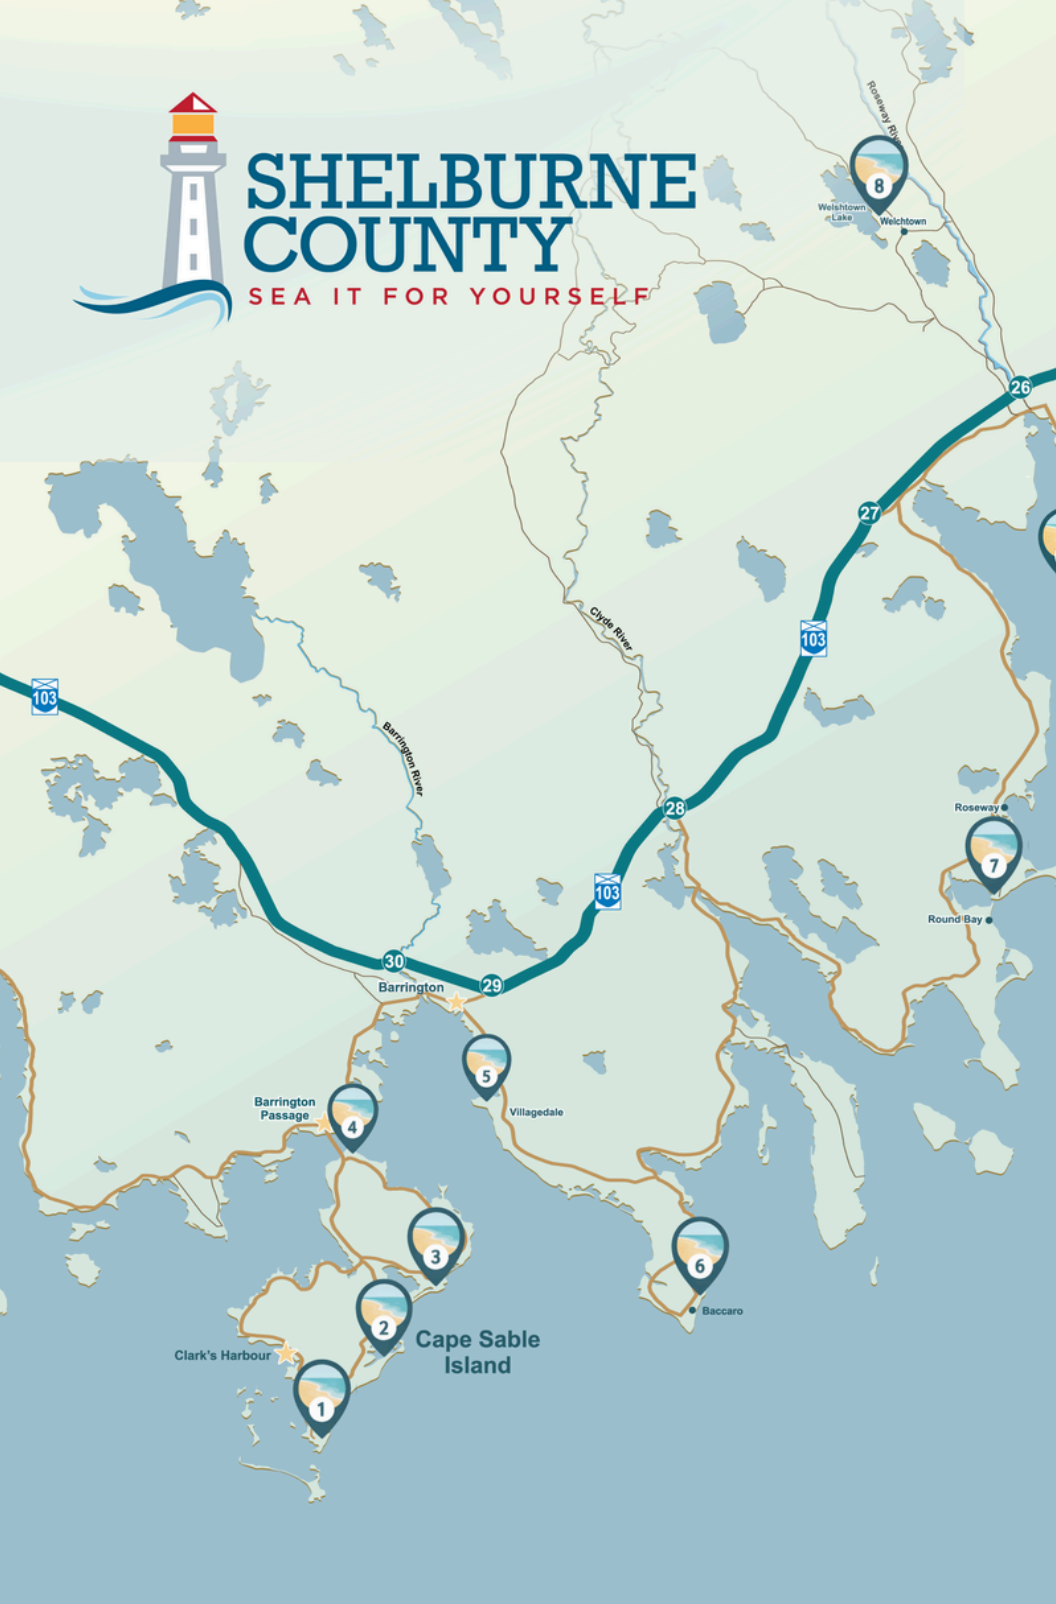 SHELBURNE
COUNTY
SEA IT FOR YOURSELF
Roseway River
8
Welshtown
Lake
Welchtown
26
27
Clyde River
103
103
Barrington River
28
Roseway
7
103
Round Bay
30
29
Barrington
5
Villagedale
Barrington
Passage
4
3
6
Baccaro
2
Cape Sable
Island
Clark's Harbour
1